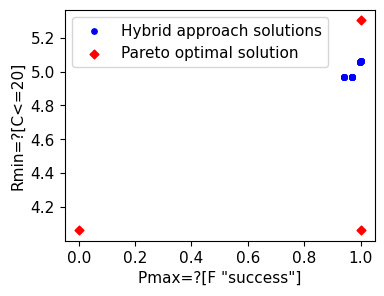 Hybrid approach solutions
Pareto optimal solution
Rmin=?[C<=20]
5.2
5.0
4.8
4.6
4.4
4.2
0.0 0.2 0.4 0.6 0.8 1.0
Pmax=?[F "success"]